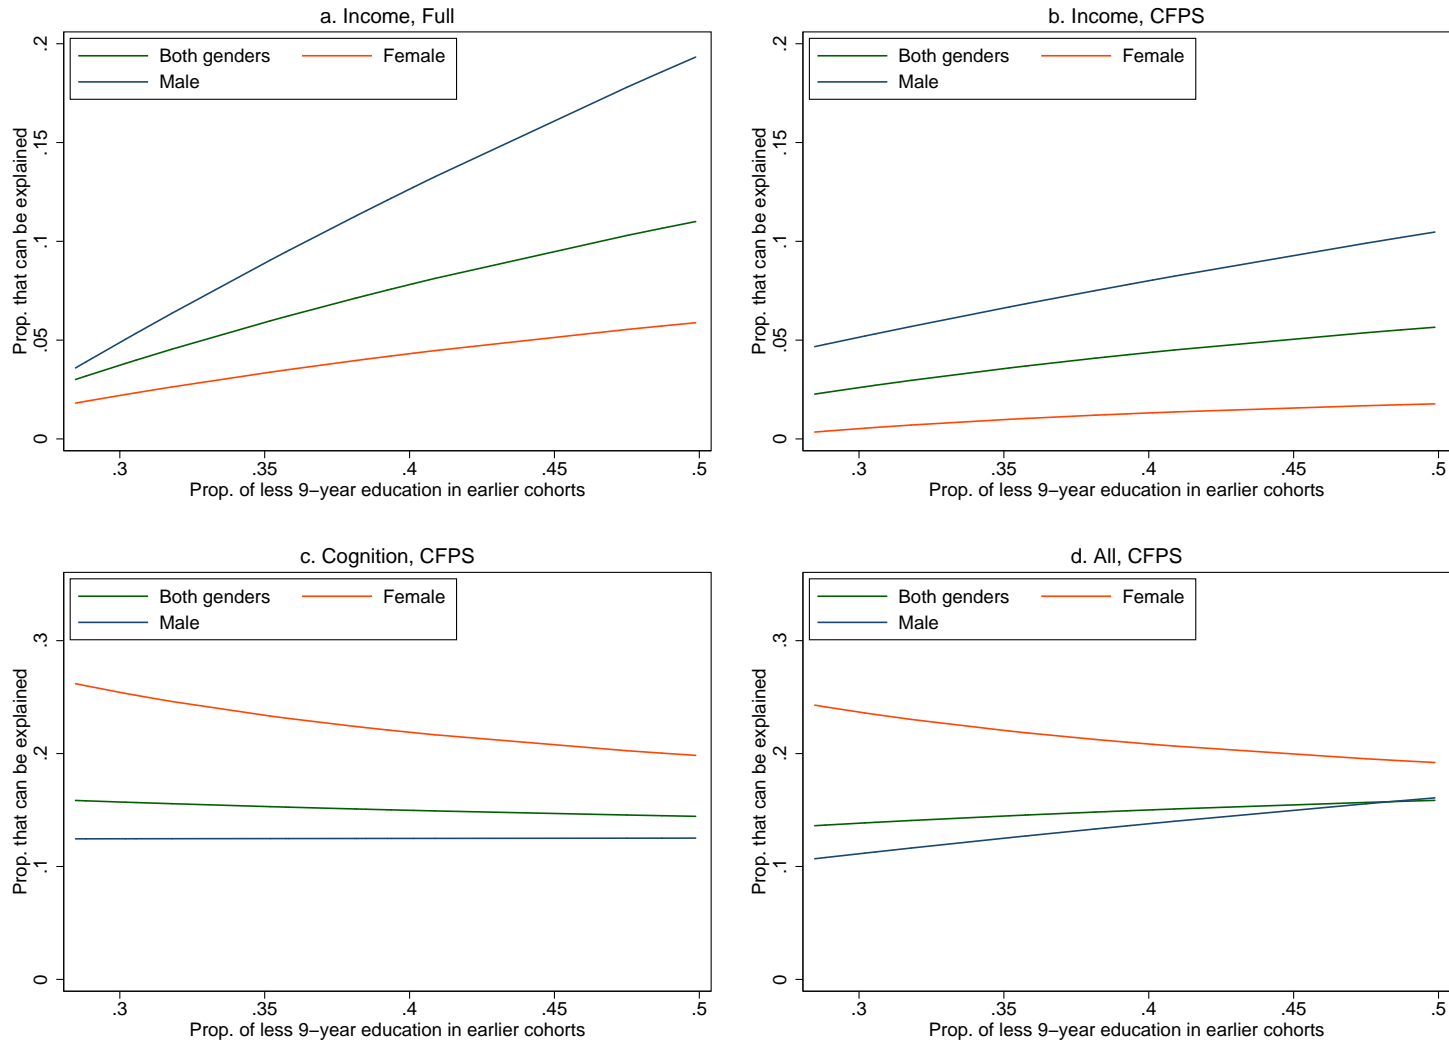 a. Income, Full
Both genders Female
Male
Prop. that can be explained
0 .05 .1 .15 .2
.3 .35 .4 .45 .5
Prop. of less 9−year education in earlier cohorts
b. Income, CFPS
Both genders Female
Male
Prop. that can be explained
0 .05 .1 .15 .2
.3 .35 .4 .45 .5
Prop. of less 9−year education in earlier cohorts
c. Cognition, CFPS
Both genders Female
Male
Prop. that can be explained
0 .1 .2 .3
.3 .35 .4 .45 .5
Prop. of less 9−year education in earlier cohorts
d. All, CFPS
Both genders Female
Male
Prop. that can be explained
0 .1 .2 .3
.3 .35 .4 .45 .5
Prop. of less 9−year education in earlier cohorts